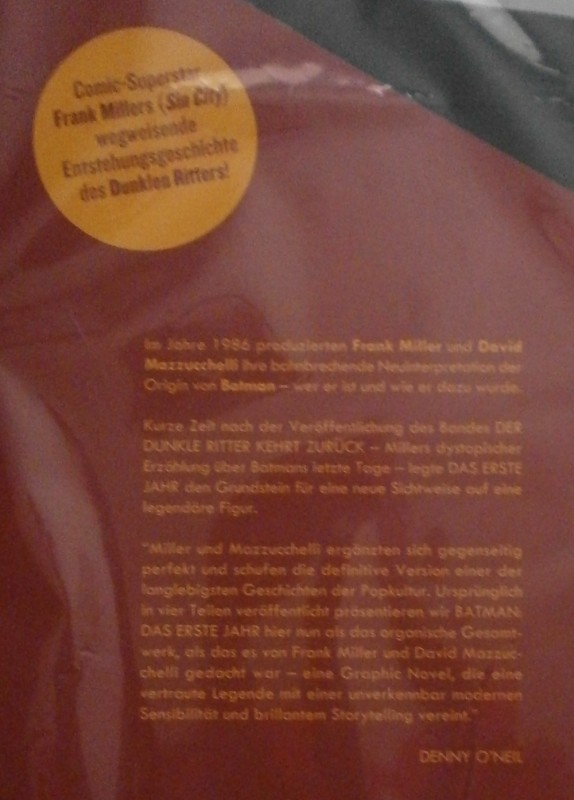 Comic-Superstar
Frank Millers (Sin City)
wegweisende
Entstehungsgeschichte
des Dunklen Ritters!
Im Jahre 1986 produzierten Frank Miller und David
Mazzucchelli ihre bahnbrechende Neuinterpretation der
Origin von Batman – wer er ist und wie er dazu wurde.
Kurze Zeit nach der Veröffentlichung des Bandes DER
DUNKLE RITTER KEHRT ZURÜCK – Millers dystopischer
Erzählung über Batmans letzte Tage – legte DAS ERSTE
JAHR den Grundstein für eine neue Sichtweise auf eine
legendäre Figur.
"Miller und Mazzucchelli ergänzten sich gegenseitig
perfekt und schufen die definitive Version einer der
langlebigsten Geschichten der Popkultur. Ursprünglich
in vier Teilen veröffentlicht präsentieren wir BATMAN:
DAS ERSTE JAHR hier nun als das organische Gesamt-
werk, als das es von Frank Miller und David Mazzuc-
chelli gedacht war – eine Graphic Novel, die eine
vertraute Legende mit einer unverkennbar modernen
Sensibilität und brillantem Storytelling vereint."
DENNY O'NEIL